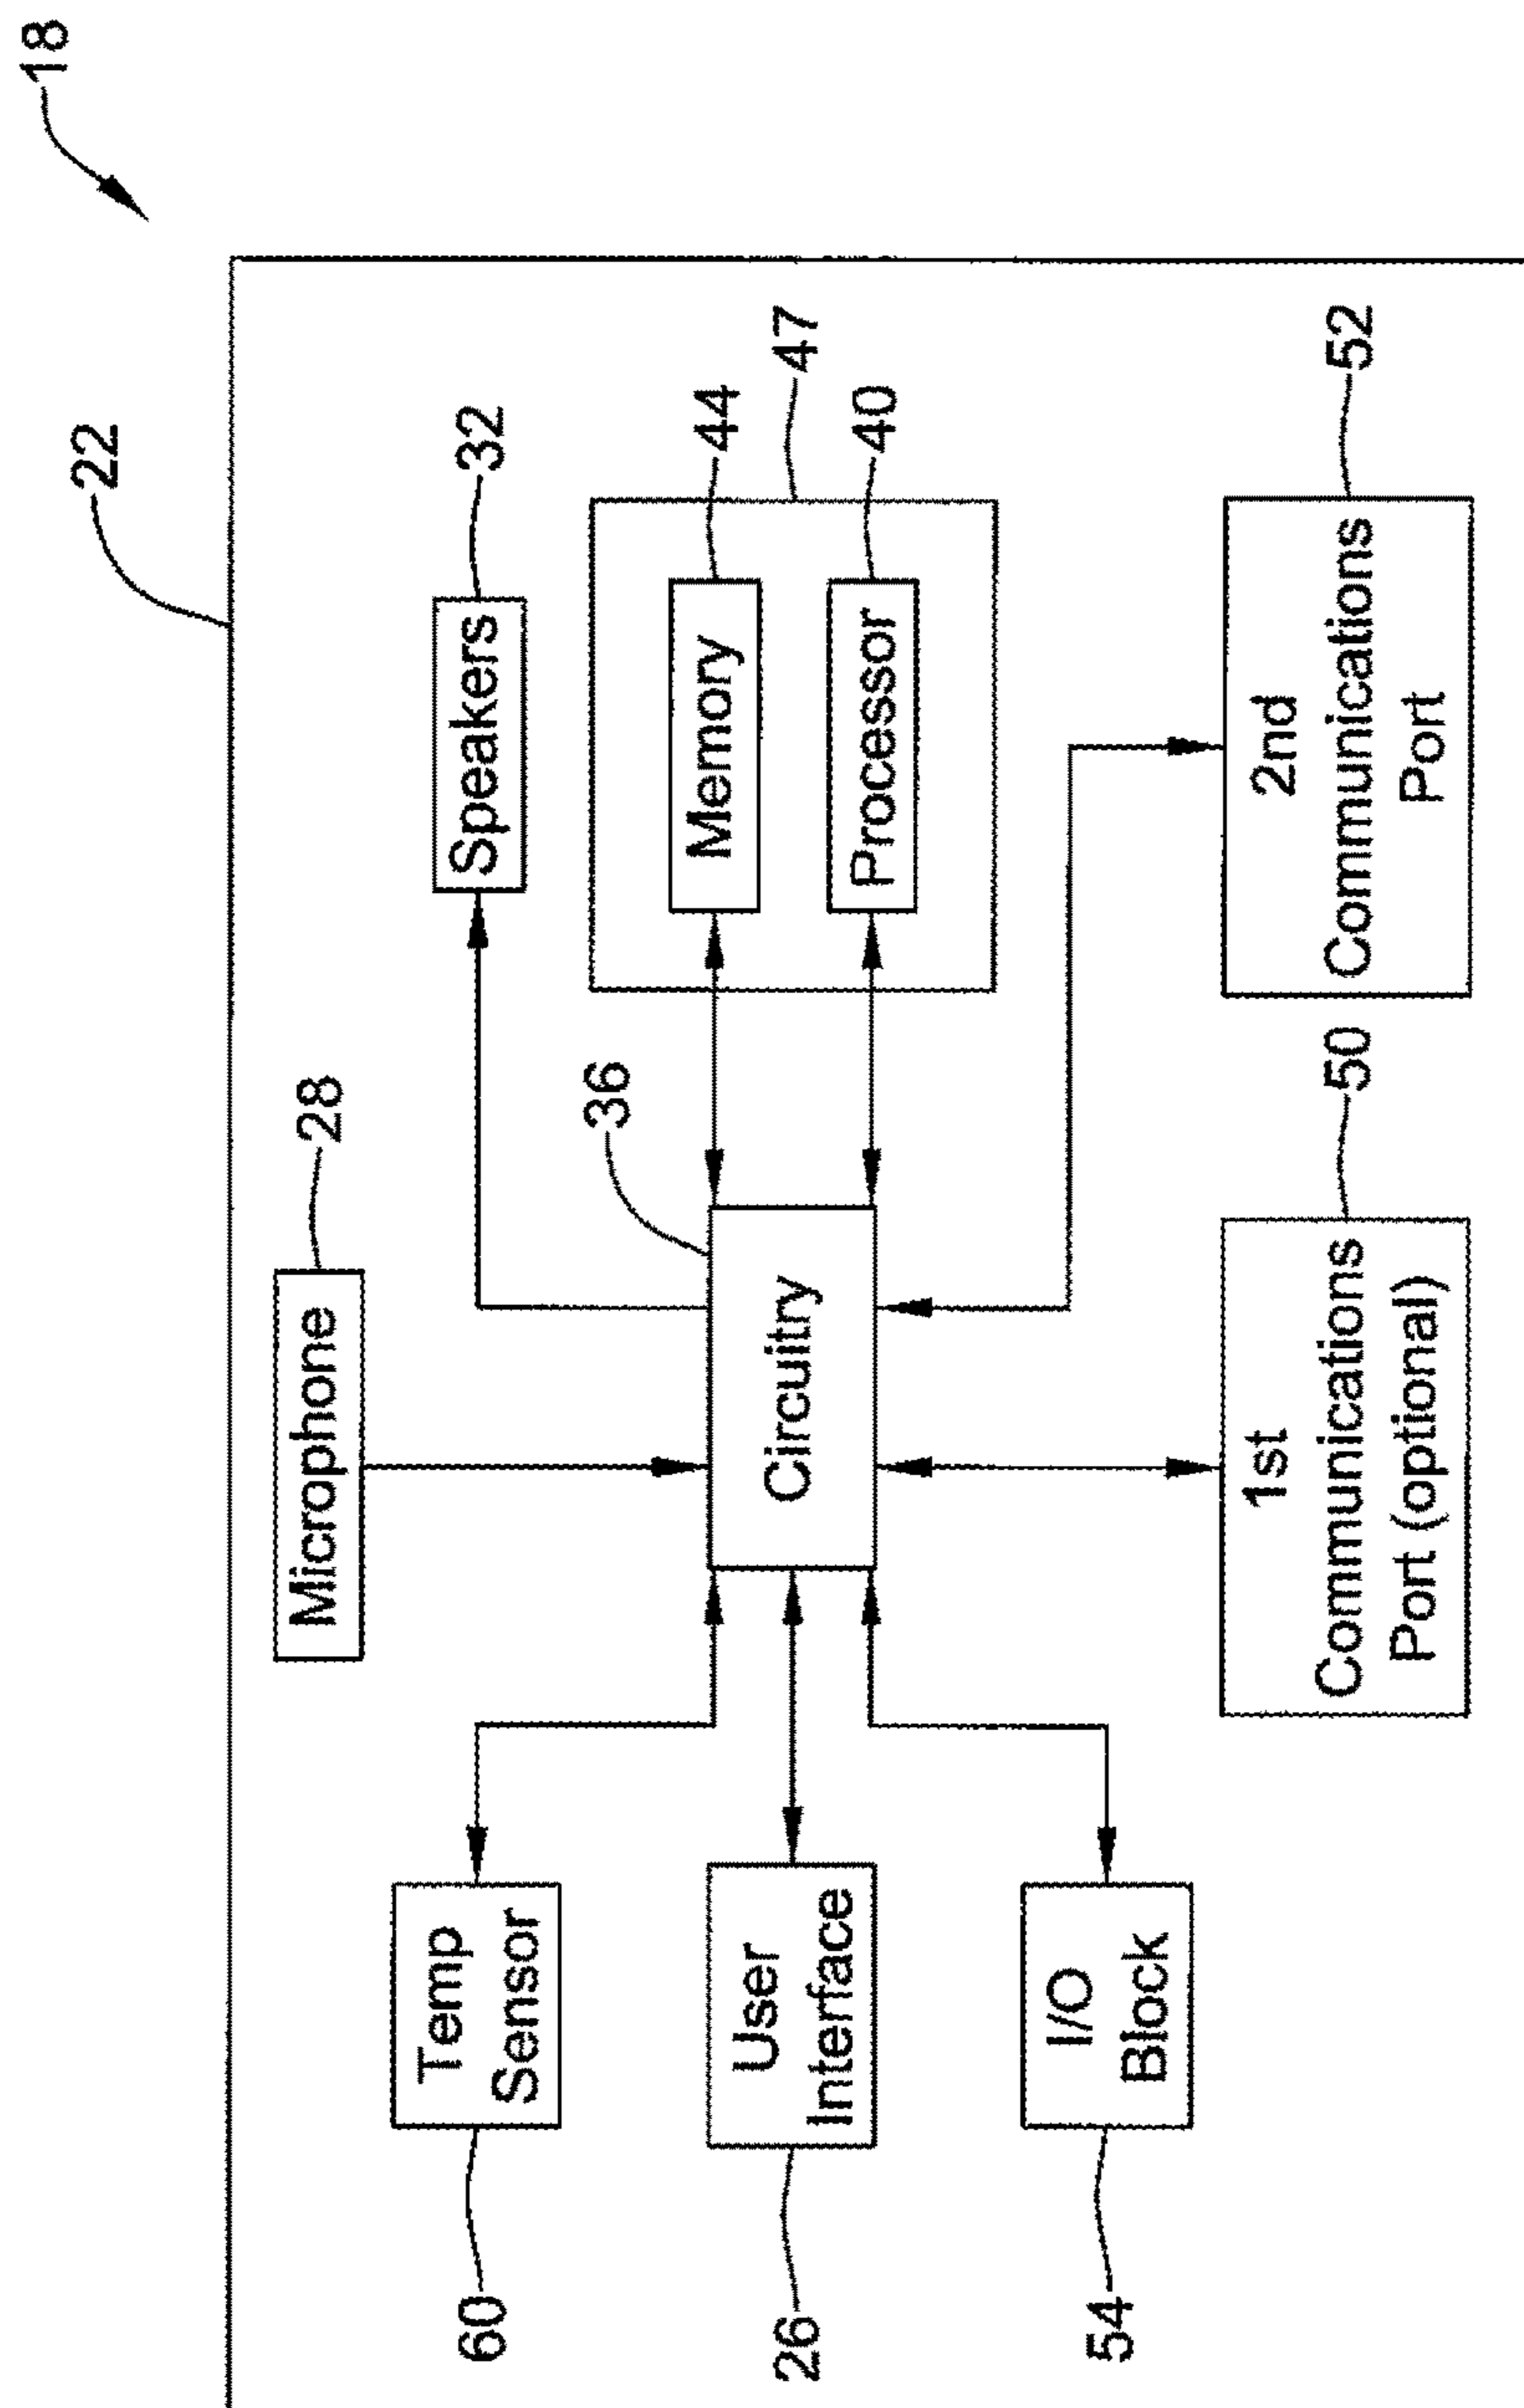 18
22
Microphone
28
Speakers
32
Temp
Sensor
60
36
47
Memory
44
Circuitry
User
Interface
26
Processor
40
I/O
Block
54
1st
Communications
Port (optional)
50
2nd
Communications
Port
52